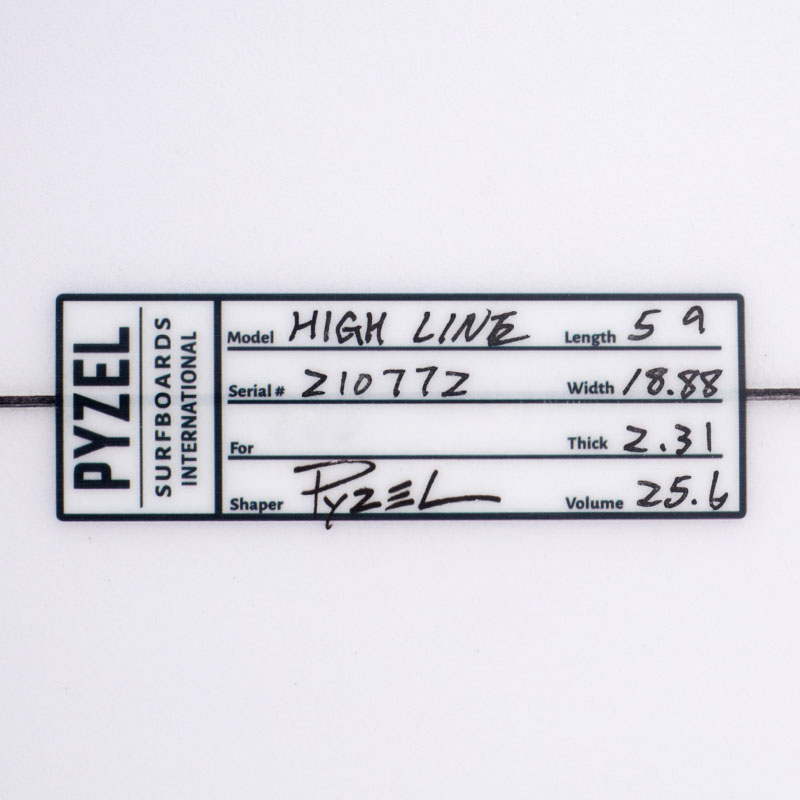 PYZEL
SURFBOARDS
INTERNATIONAL
Model HIGH LINE Length 5 9
Serial # 210772 Width 18.88
For Thick 2.31
Shaper PYZEL Volume 25.6